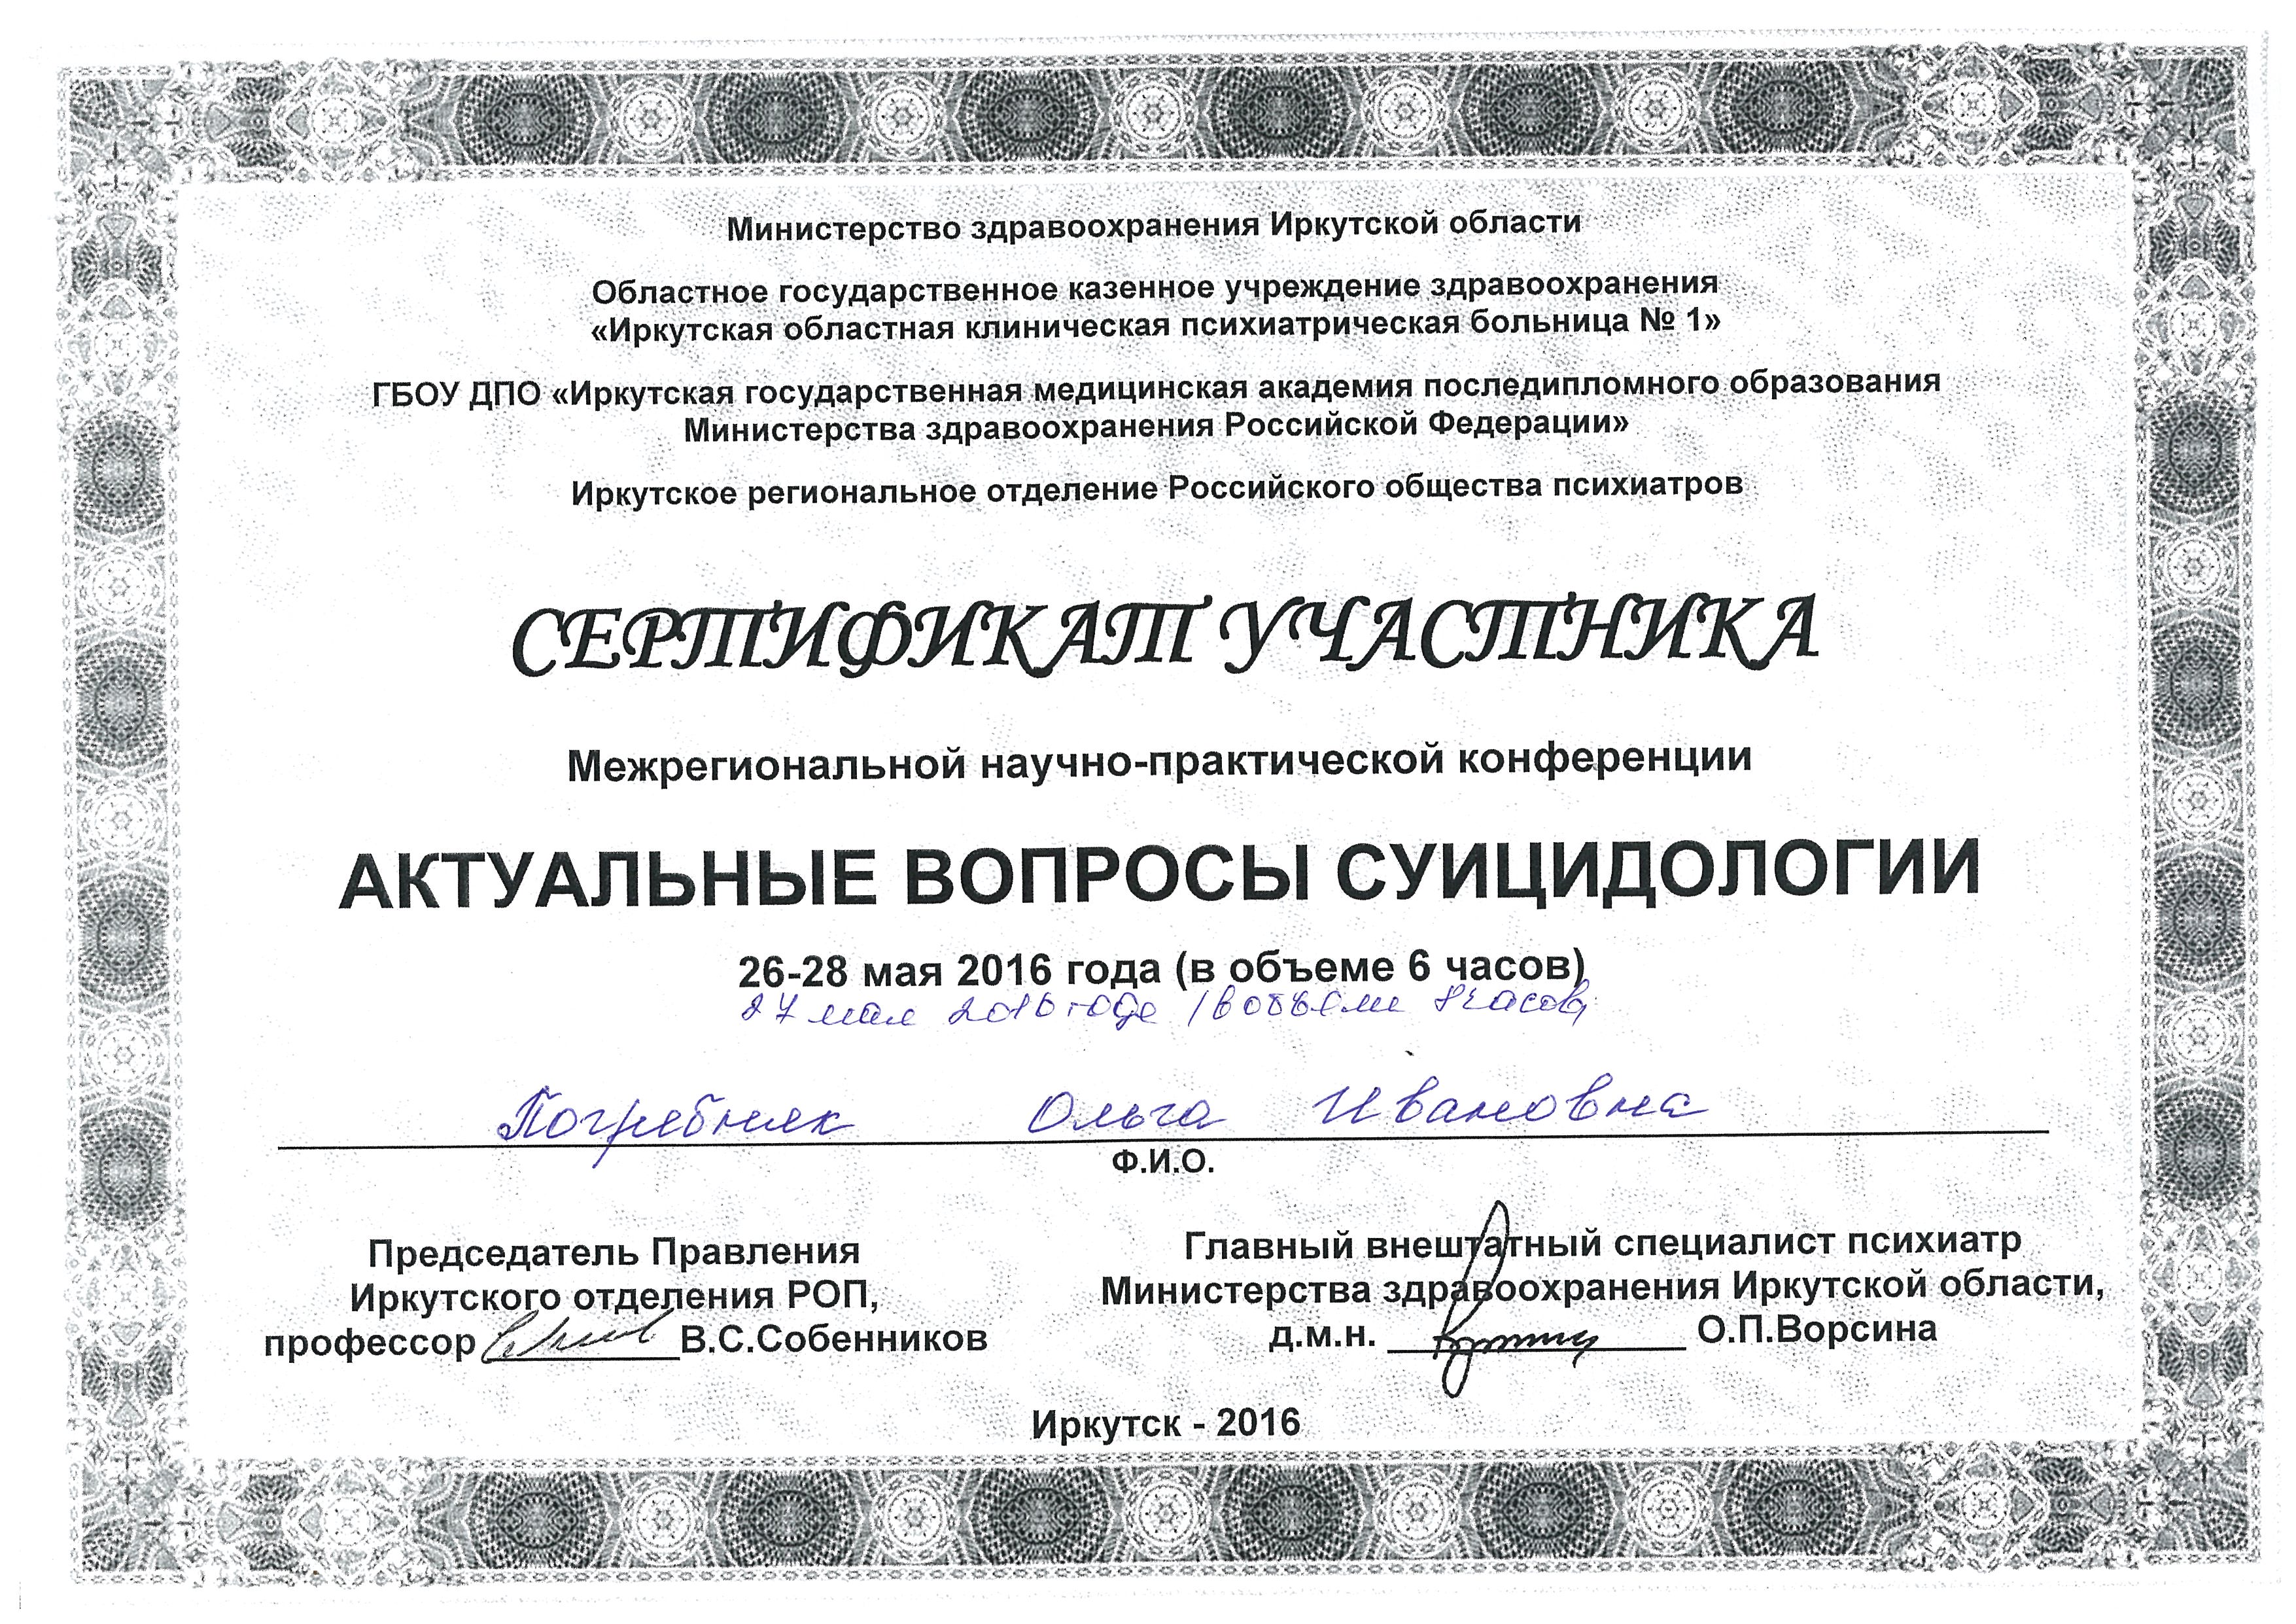 Министерство здравоохранения Иркутской области
Областное государственное казенное учреждение здравоохранения
«Иркутская областная клиническая психиатрическая больница № 1»
ГБОУ ДПО «Иркутская государственная медицинская академия последипломного образования
Министерства здравоохранения Российской Федерации»
Иркутское региональное отделение Российского общества психиатров
СЕРТИФИКАТ УЧАСТНИКА
Межрегиональной научно-практической конференции
АКТУАЛЬНЫЕ ВОПРОСЫ СУИЦИДОЛОГИИ
26-28 мая 2016 года (в объеме 6 часов)
27 мая 2016 года /в объеме часов
Погребняк Ольга Ивановна
Ф.И.О.
Председатель Правления
Иркутского отделения РОП,
профессор В.С.Собенников
Главный внештатный специалист психиатр
Министерства здравоохранения Иркутской области,
д.м.н. О.П.Ворсина
Иркутск - 2016